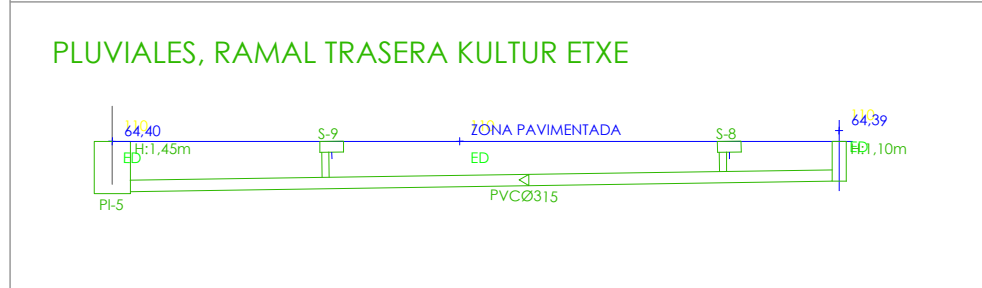 PLUVIALES, RAMAL TRASERA KULTUR ETXE
64,40
S-9
ZONA PAVIMENTADA
S-8
64,39
H:1,45m
ED
ED
ED
H:1,10m
PVCØ315
PI-5